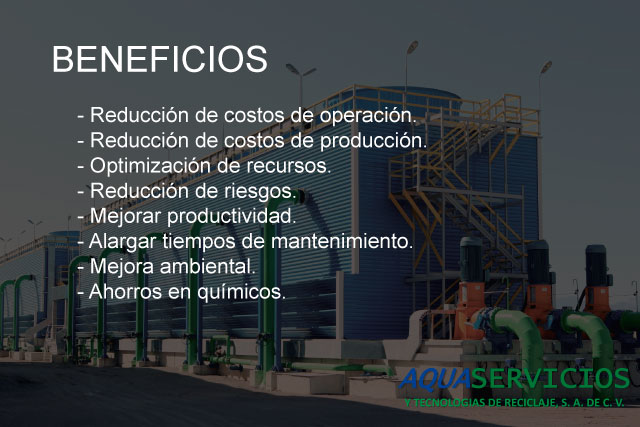 BENEFICIOS
- Reducción de costos de operación.
- Reducción de costos de producción.
- Optimización de recursos.
- Reducción de riesgos.
- Mejorar productividad.
- Alargar tiempos de mantenimiento.
- Mejora ambiental.
- Ahorros en químicos.
AQUASERVICIOS
Y TECNOLOGIAS DE RECICLAJE, S. A. DE C. V.